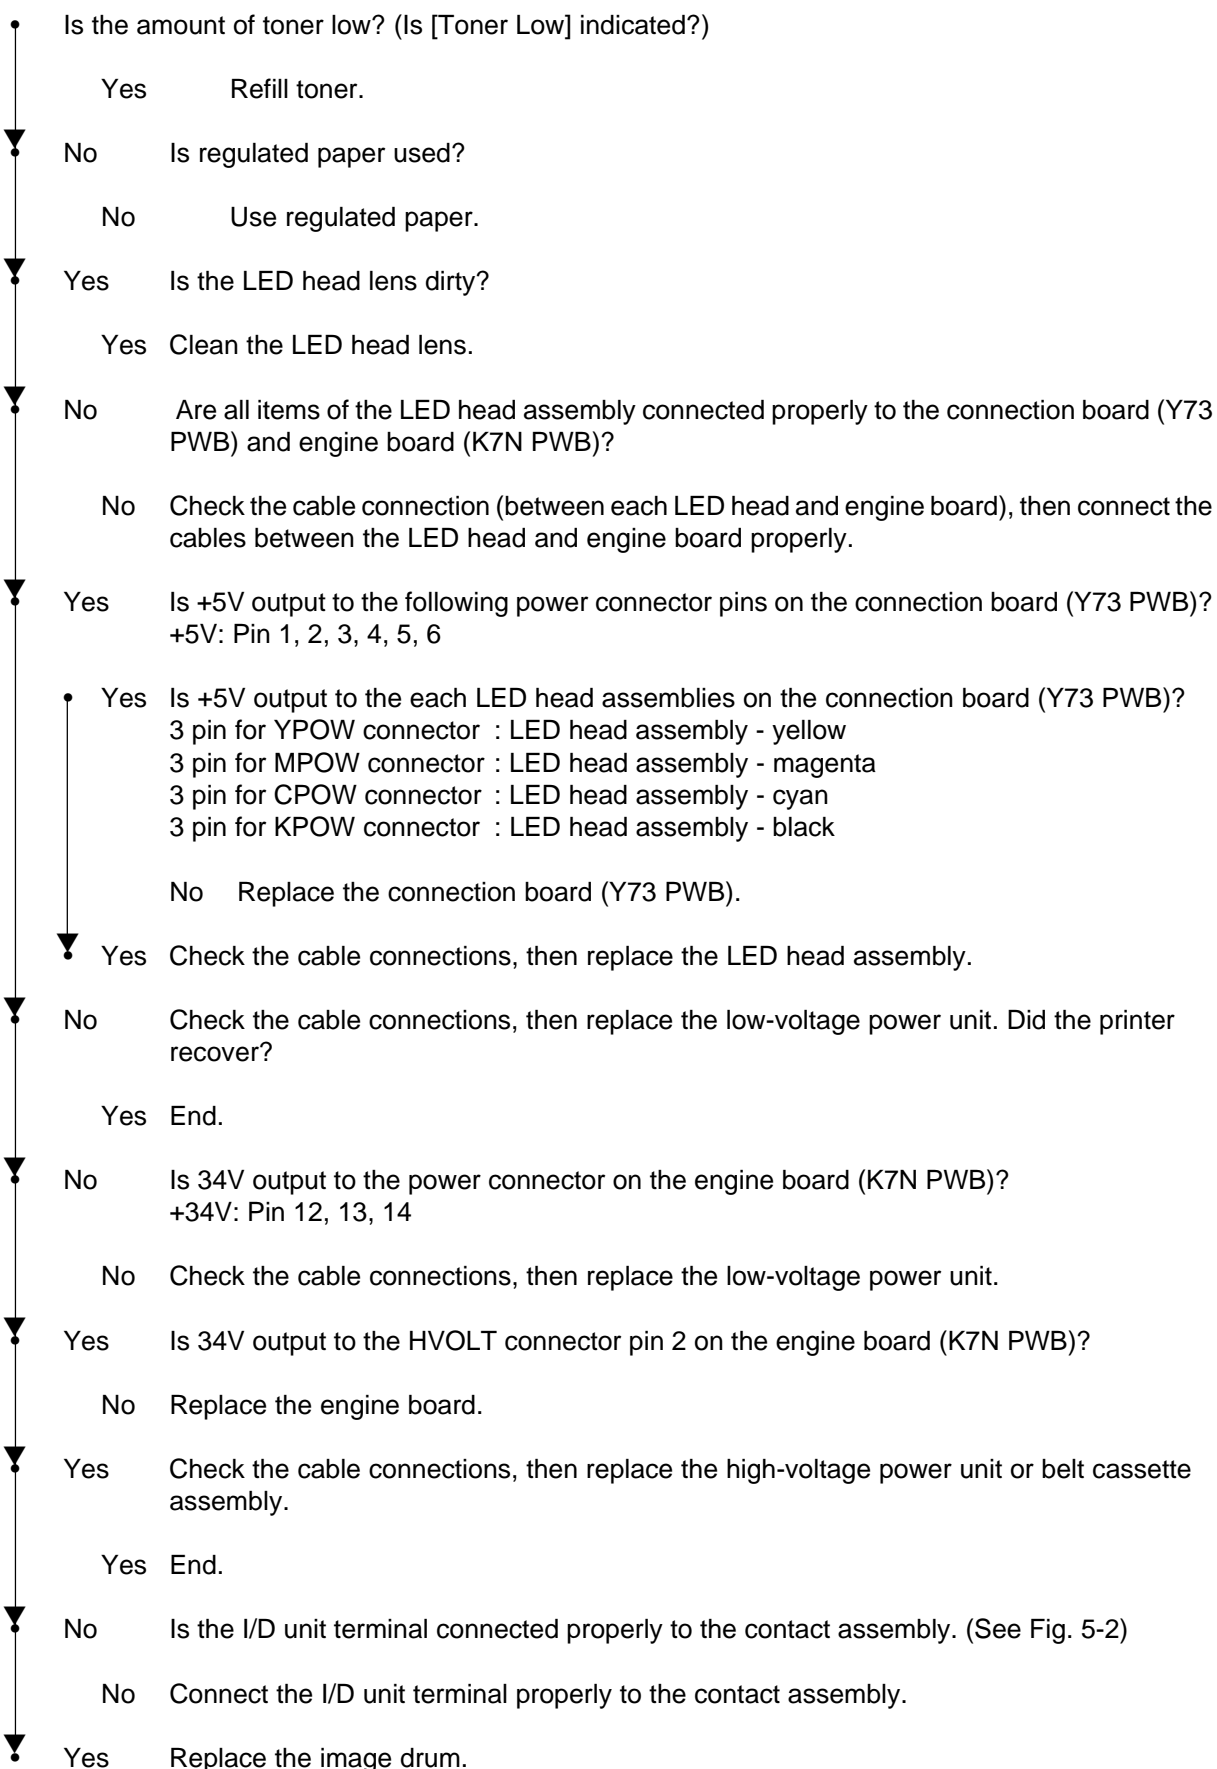 Is the amount of toner low? (Is [Toner Low] indicated?)
Yes Refill toner.
No Is regulated paper used?
No Use regulated paper.
Yes Is the LED head lens dirty?
Yes Clean the LED head lens.
No Are all items of the LED head assembly connected properly to the connection board (Y73
PWB) and engine board (K7N PWB)?
No Check the cable connection (between each LED head and engine board), then connect the
cables between the LED head and engine board properly.
Yes Is +5V output to the following power connector pins on the connection board (Y73 PWB)?
+5V: Pin 1, 2, 3, 4, 5, 6
Yes Is +5V output to the each LED head assemblies on the connection board (Y73 PWB)?
3 pin for YPOW connector : LED head assembly - yellow
3 pin for MPOW connector : LED head assembly - magenta
3 pin for CPOW connector : LED head assembly - cyan
3 pin for KPOW connector : LED head assembly - black
No Replace the connection board (Y73 PWB).
Yes Check the cable connections, then replace the LED head assembly.
No Check the cable connections, then replace the low-voltage power unit. Did the printer
recover?
Yes End.
No Is 34V output to the power connector on the engine board (K7N PWB)?
+34V: Pin 12, 13, 14
No Check the cable connections, then replace the low-voltage power unit.
Yes Is 34V output to the HVOLT connector pin 2 on the engine board (K7N PWB)?
No Replace the engine board.
Yes Check the cable connections, then replace the high-voltage power unit or belt cassette
assembly.
Yes End.
No Is the I/D unit terminal connected properly to the contact assembly. (See Fig. 5-2)
No Connect the I/D unit terminal properly to the contact assembly.
Yes Replace the image drum.